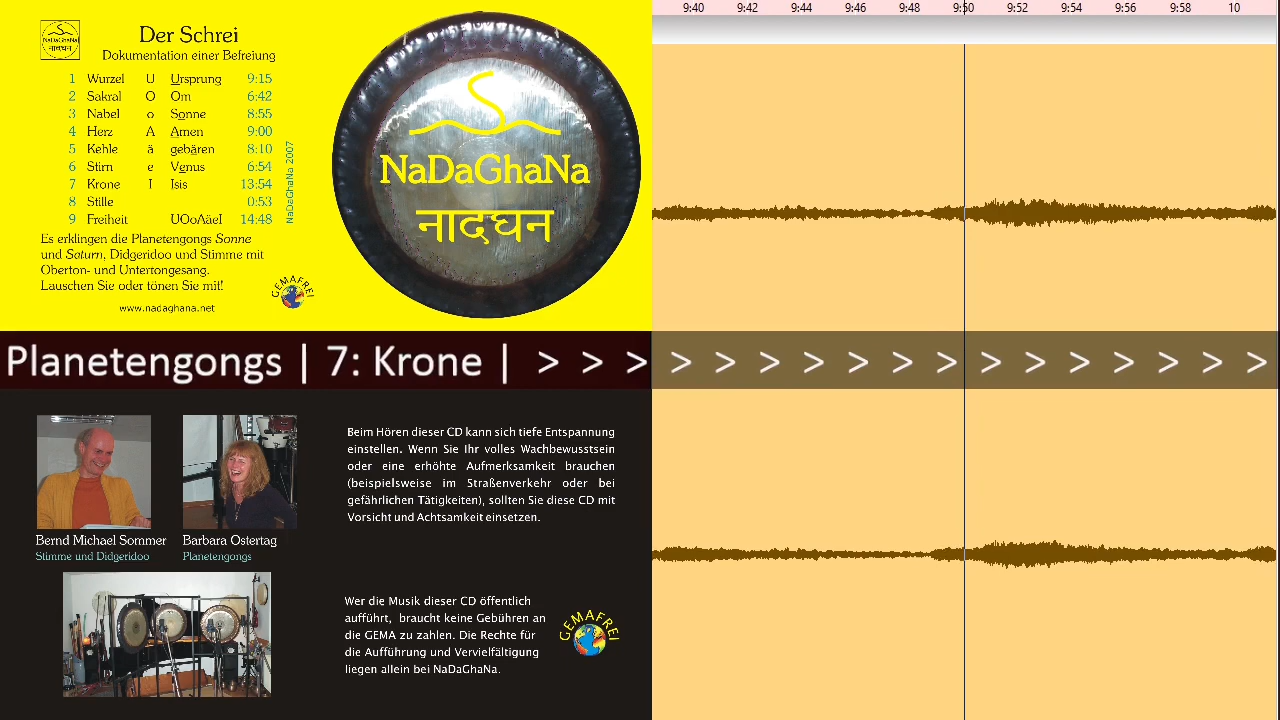 NaDaGhaNa
नादघन
Der Schrei
Dokumentation einer Befreiung
1 Wurzel U Ursprung 9:15
2 Sakral O Om 6:42
3 Nabel o Sonne 8:55
4 Herz A Amen 9:00
5 Kehle ä gebären 8:10
6 Stirn e Venus 6:54
7 Krone I Isis 13:54
8 Stille 0:53
9 Freiheit UOoAäeI 14:48
NaDaGhaNa 2007
Es erklingen die Planetengongs Sonne
und Saturn, Didgeridoo und Stimme mit
Oberton- und Untertongesang.
Lauschen Sie oder tönen Sie mit!
GEMAFREI
www.nadaghana.net
NaDaGhaNa
नादघन
9:40 9:42 9:44 9:46 9:48 9:50 9:52 9:54 9:56 9:58 10
Planetengongs | 7: Krone | > > > > > > > > > > > > > > > > >
Bernd Michael Sommer
Stimme und Didgeridoo
Barbara Ostertag
Planetengongs
Beim Hören dieser CD kann sich tiefe Entspannung
einstellen. Wenn Sie Ihr volles Wachbewusstsein
oder eine erhöhte Aufmerksamkeit brauchen
(beispielsweise im Straßenverkehr oder bei
gefährlichen Tätigkeiten), sollten Sie diese CD mit
Vorsicht und Achtsamkeit einsetzen.
Wer die Musik dieser CD öffentlich
aufführt, braucht keine Gebühren an
die GEMA zu zahlen. Die Rechte für
die Aufführung und Vervielfältigung
liegen allein bei NaDaGhaNa.
GEMAFREI